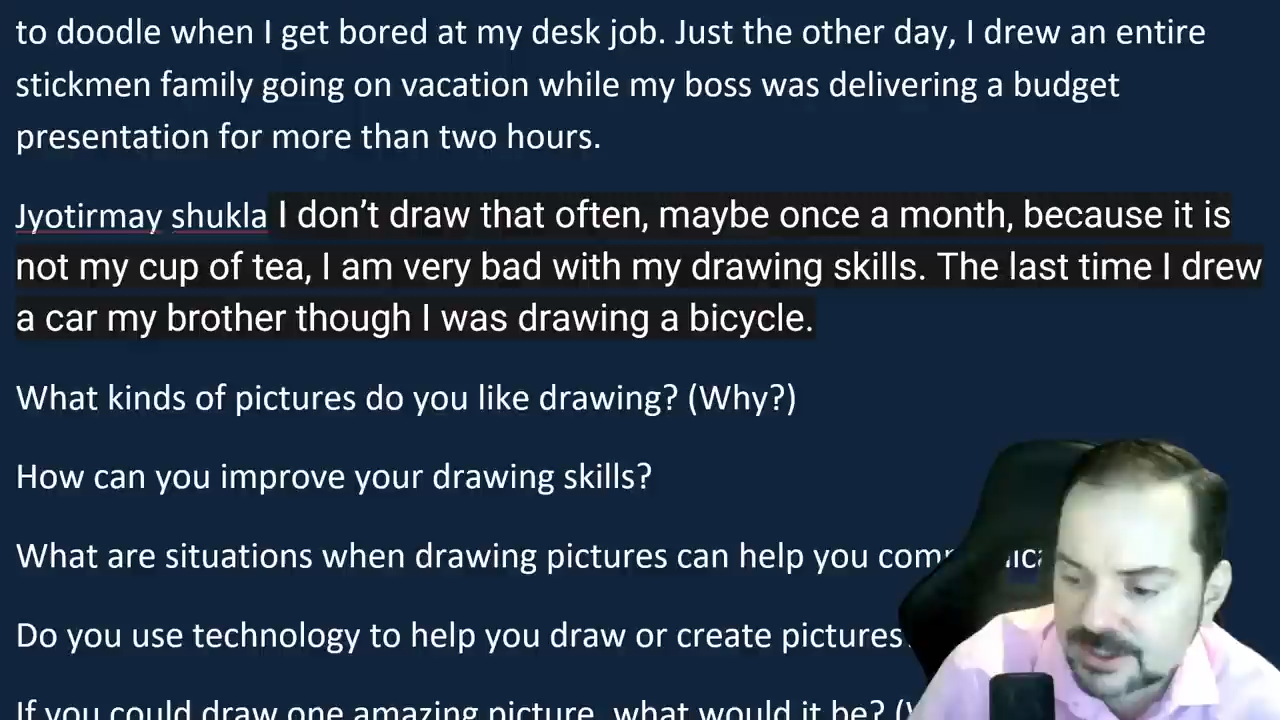 to doodle when I get bored at my desk job. Just the other day, I drew an entire
stickmen family going on vacation while my boss was delivering a budget
presentation for more than two hours.
Jyotirmay shukla I don’t draw that often, maybe once a month, because it is
not my cup of tea, I am very bad with my drawing skills. The last time I drew
a car my brother though I was drawing a bicycle.
What kinds of pictures do you like drawing? (Why?)
How can you improve your drawing skills?
What are situations when drawing pictures can help you
Do you use technology to help you draw or create pictures
If you could draw one amazing picture, what would it be?